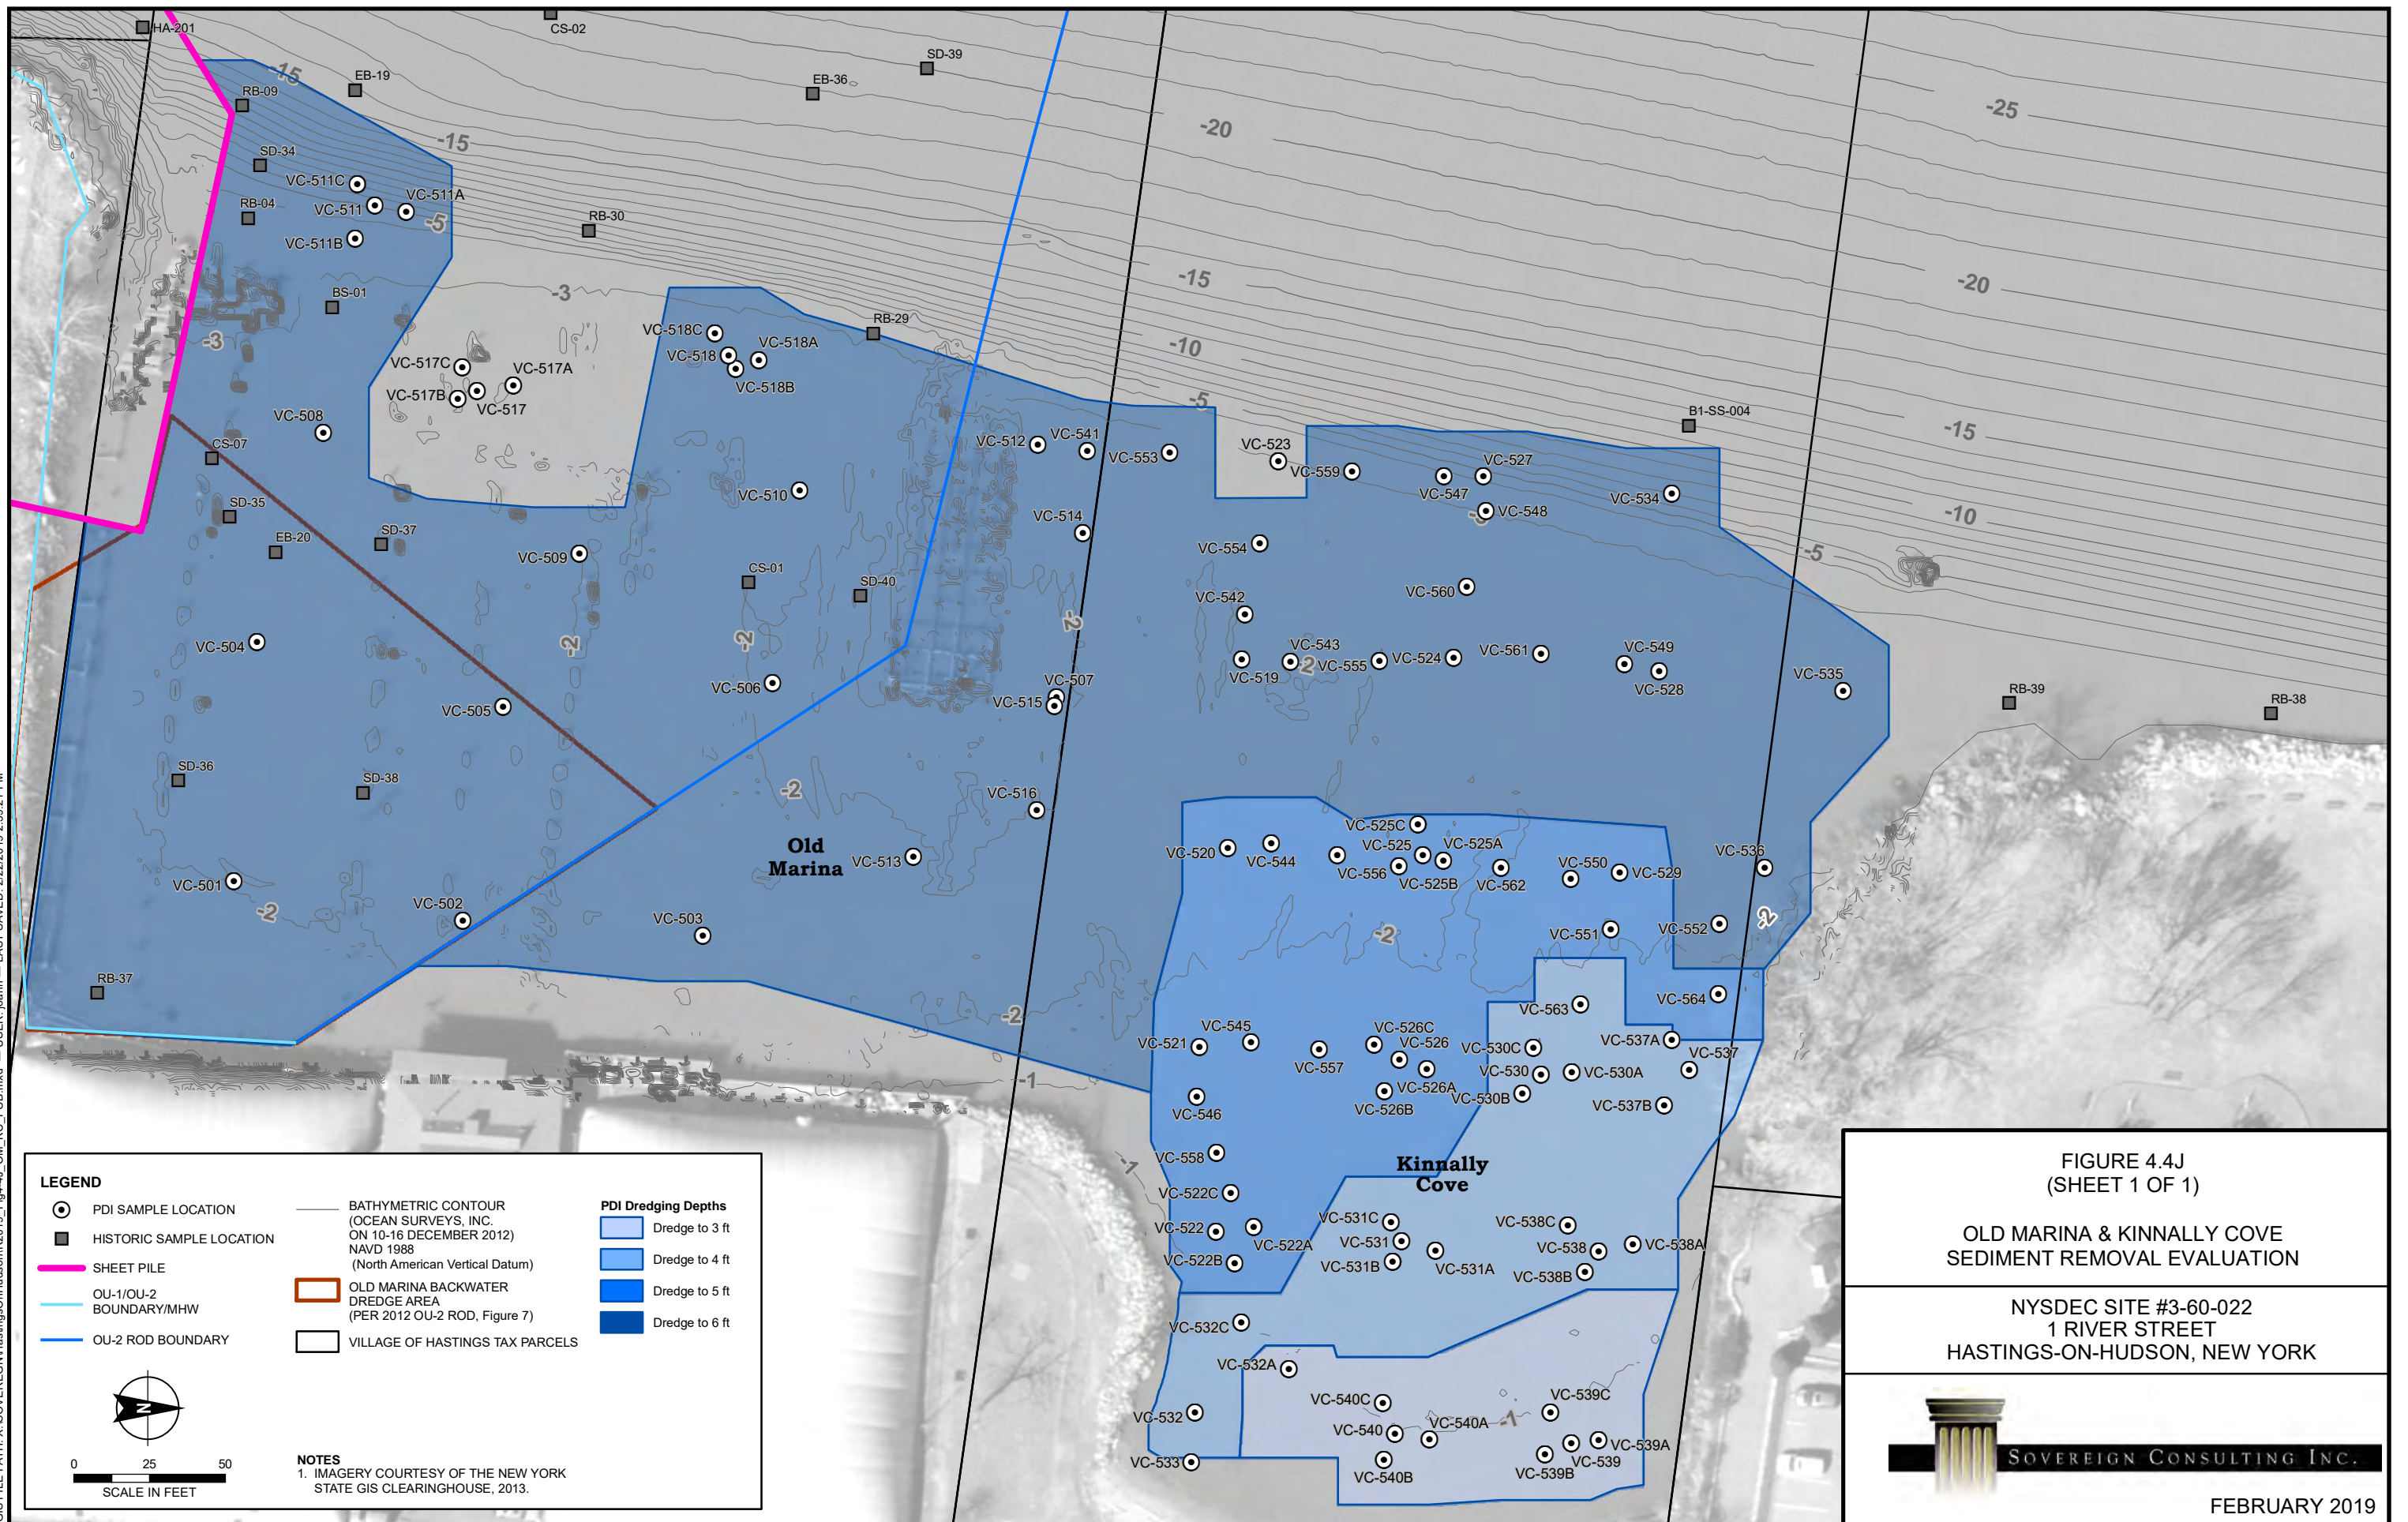 HA-201
CS-02
SD-39
-15
EB-19
EB-36
-25
RB-09
-20
-15
SD-34
VC-511C
VC-511A
VC-511
RB-04
-5
RB-30
VC-511B
-15
-20
-3
BS-01
VC-518C
RB-29
-3
VC-518
VC-518A
-10
VC-517C
VC-517A
VC-518B
VC-517B
VC-517
-5
B1-SS-004
VC-508
-15
CS-07
VC-512
VC-541
VC-553
VC-523
VC-559
VC-527
VC-510
VC-547
VC-534
SD-35
VC-514
VC-548
-10
SD-37
EB-20
VC-509
VC-554
-5
CS-01
SD-40
VC-560
VC-542
-2
-2
-2
VC-504
VC-543
VC-524
VC-561
VC-549
-2
VC-555
VC-519
VC-528
VC-506
VC-507
VC-535
VC-515
VC-505
RB-39
RB-38
SD-36
SD-38
-2
VC-516
VC-525C
Old
Marina
VC-513
VC-520
VC-544
VC-525
VC-525A
VC-556
VC-525B
VC-562
VC-550
VC-529
VC-536
VC-501
-2
VC-502
VC-503
-2
VC-551
VC-552
-2
RB-37
VC-564
VC-563
-2
VC-545
VC-526C
VC-521
VC-526
VC-530C
VC-537A
VC-537
VC-557
VC-530
VC-530A
-1
VC-526A
VC-530B
VC-546
VC-526B
VC-537B
VC-558
-1
Kinnally
Cove
VC-522C
VC-531C
VC-538C
VC-522
VC-522A
VC-531
VC-538
VC-538A
VC-522B
VC-531B
VC-531A
VC-538B
VC-532C
VC-532A
VC-540C
VC-539C
VC-532
VC-540
VC-540A
-1
VC-539A
VC-533
VC-540B
VC-539
VC-539B
LEGEND
PDI SAMPLE LOCATION
HISTORIC SAMPLE LOCATION
SHEET PILE
OU-1/OU-2
BOUNDARY/MHW
OU-2 ROD BOUNDARY
BATHYMETRIC CONTOUR
(OCEAN SURVEYS, INC.
ON 10-16 DECEMBER 2012)
NAVD 1988
(North American Vertical Datum)
OLD MARINA BACKWATER
DREDGE AREA
(PER 2012 OU-2 ROD, Figure 7)
VILLAGE OF HASTINGS TAX PARCELS
PDI Dredging Depths
Dredge to 3 ft
Dredge to 4 ft
Dredge to 5 ft
Dredge to 6 ft
N
0 25 50
SCALE IN FEET
NOTES
1. IMAGERY COURTESY OF THE NEW YORK
STATE GIS CLEARINGHOUSE, 2013.
FIGURE 4.4J
(SHEET 1 OF 1)
OLD MARINA & KINNALLY COVE
SEDIMENT REMOVAL EVALUATION
NYSDEC SITE #3-60-022
1 RIVER STREET
HASTINGS-ON-HUDSON, NEW YORK
SOVEREIGN CONSULTING INC.
FEBRUARY 2019